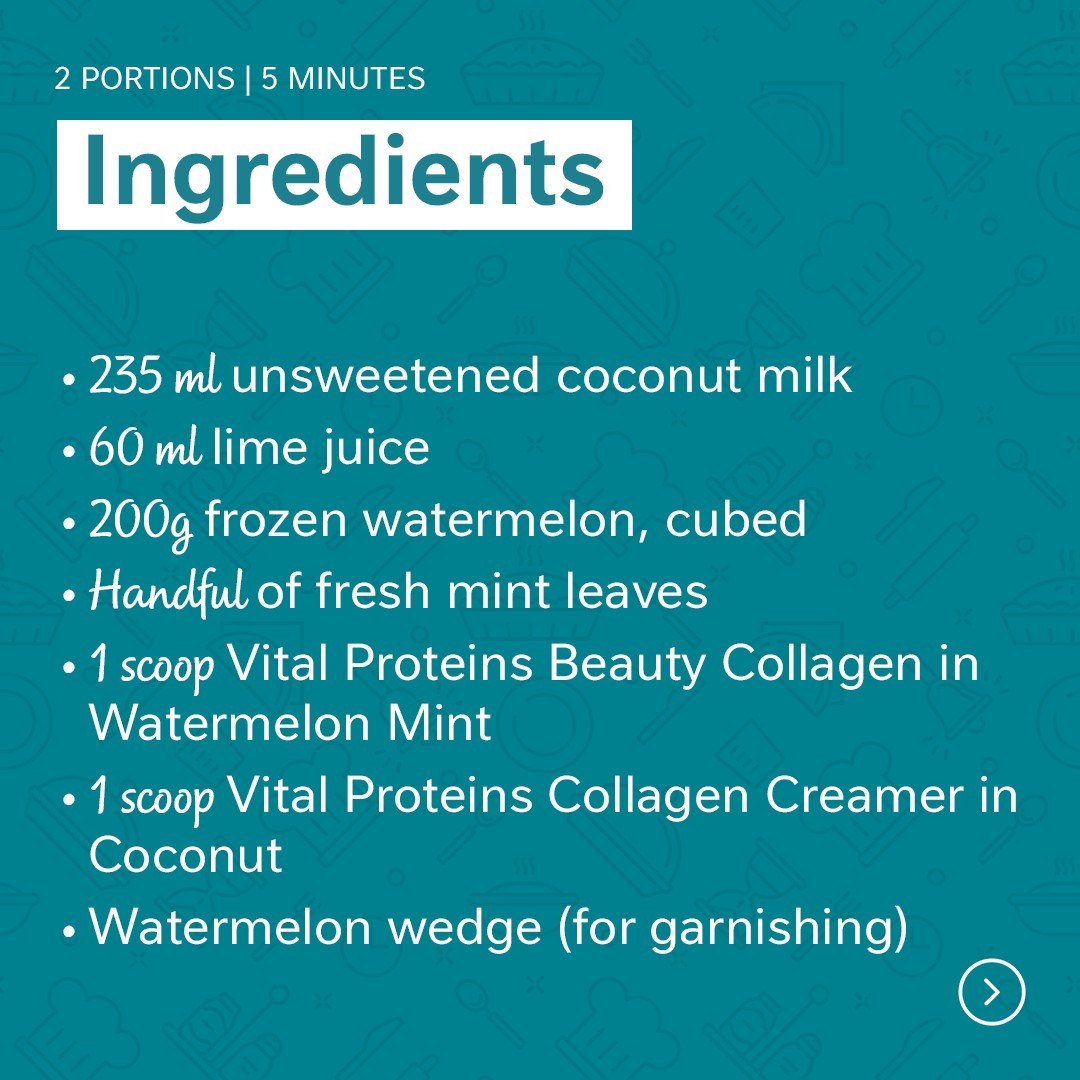 2 PORTIONS | 5 MINUTES
Ingredients
• 235 ml unsweetened coconut milk
• 60 ml lime juice
• 200g frozen watermelon, cubed
• Handful of fresh mint leaves
• 1 scoop Vital Proteins Beauty Collagen in
Watermelon Mint
• 1 scoop Vital Proteins Collagen Creamer in
Coconut
• Watermelon wedge (for garnishing)